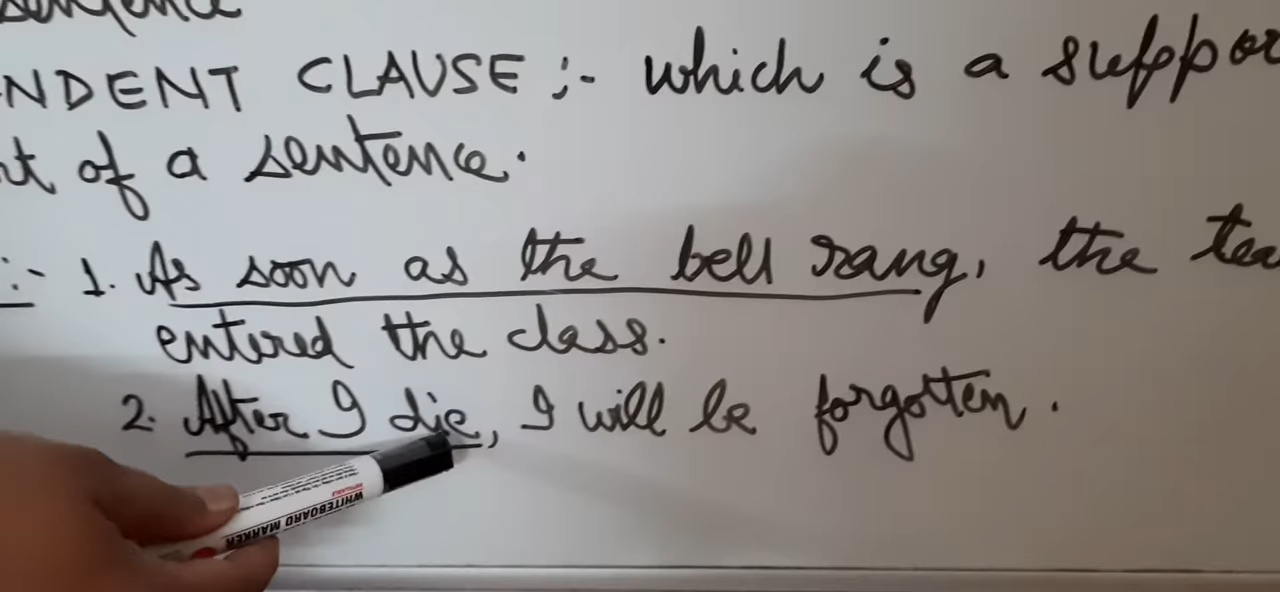 sentence
NDENT CLAUSE :- which is a suppor
rt of a sentence.
:- 1. As soon as the bell rang, the tea
entered the class.
2. After I die, I will be forgotten.
WHITEBOARD MARKER